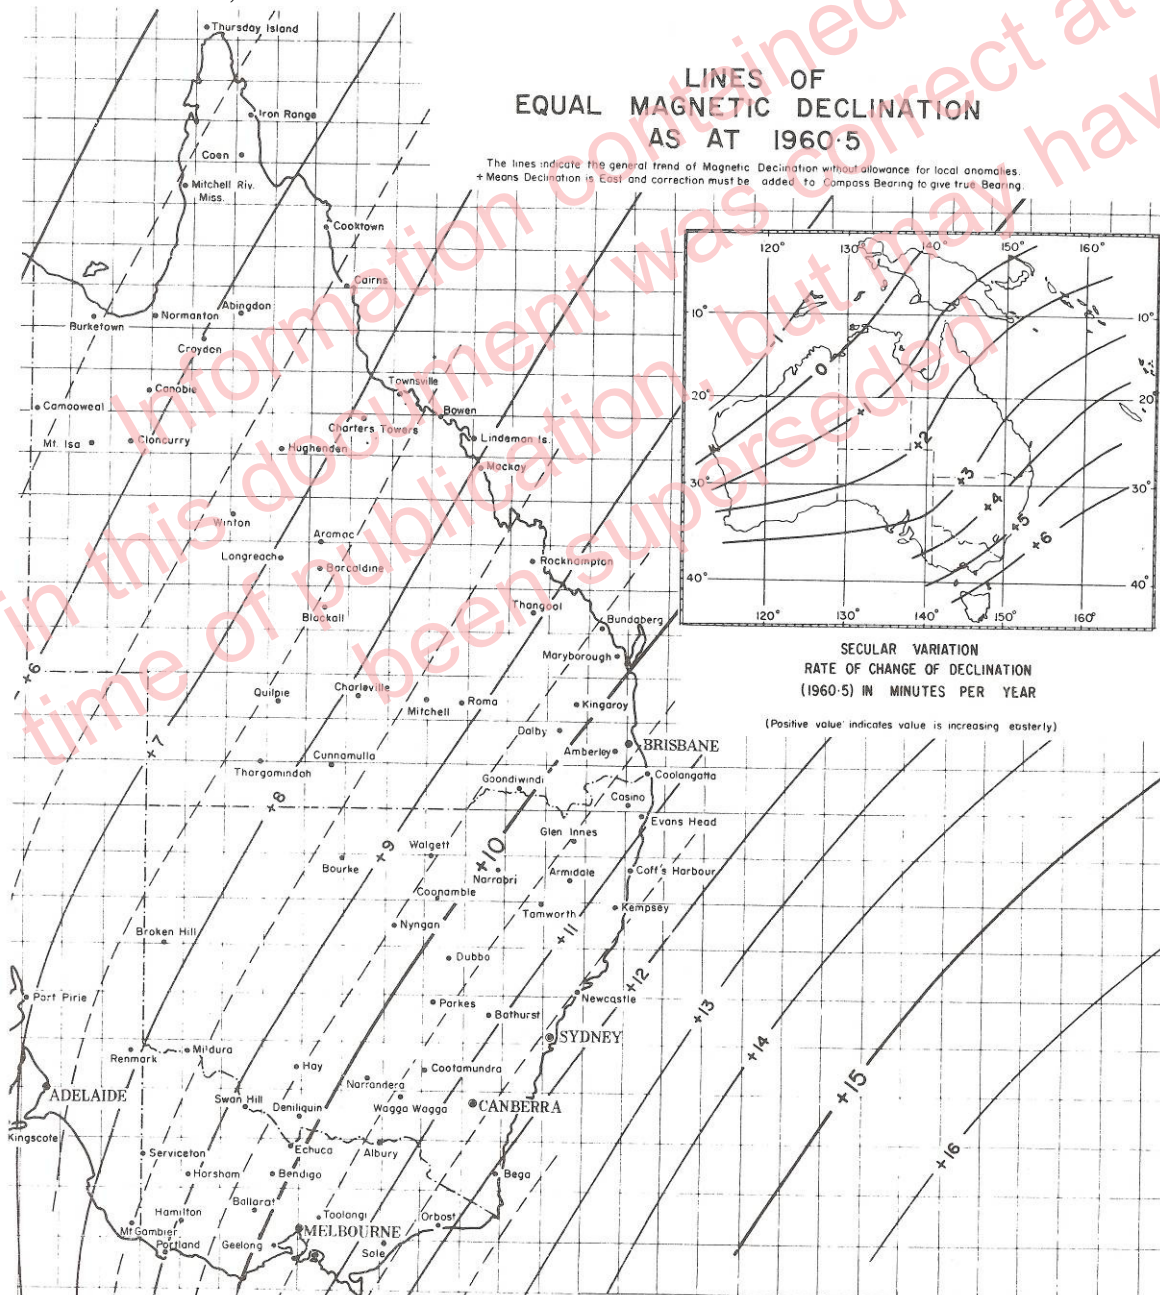 Thursday Island
Iron Range
Coen
Mitchell Riv.
Miss.
Cooktown
Cairns
Abingdon
Burketown
Normanton
Croydon
Canobie
Camooweal
Mt. Isa
Cloncurry
Townsville
Bowen
Charters Towers
Hughenden
Lindeman Is.
Mackay
Winton
Aramac
Longreach
Barcaldine
Blackall
Rockhampton
Thangool
Bundaberg
Maryborough
Quilpie
Charleville
Mitchell
Roma
Kingaroy
Dalby
Amberley
BRISBANE
Cunnamulla
Thargomindah
Goondiwindi
Coolangatta
Casino
Evans Head
Glen Innes
Walgett
Bourke
Narrabri
Armidale
Coff's Harbour
Coonamble
Tamworth
Kempsey
Nyngan
Broken Hill
Dubbo
Port Pirie
Parkes
Bathurst
Newcastle
SYDNEY
Renmark
Mildura
Hay
Narrandera
Cootamundra
ADELAIDE
Swan Hill
Deniliquin
Wagga Wagga
CANBERRA
Kingscote
Echuca
Albury
Serviceton
Horsham
Bendigo
Bega
Hamilton
Ballarat
Toolangi
Orbost
Mt Gambier
MELBOURNE
Portland
Geelong
Sale
+6
+7
+8
+9
+10
+11
+12
+13
+14
+15
+16
LINES OF
EQUAL MAGNETIC DECLINATION
AS AT 1960·5
The lines indicate the general trend of Magnetic Declination without allowance for local anomalies.
+ Means Declination is East and correction must be added to Compass Bearing to give true Bearing.
120° 130° 140° 150° 160°
10° 10°
20° 20°
30° 30°
40° 40°
120° 130° 140° 150° 160°
-1
0
+1
+2
+3
+4
+5
+6
SECULAR VARIATION
RATE OF CHANGE OF DECLINATION
(1960·5) IN MINUTES PER YEAR
(Positive value indicates value is increasing easterly)
Information contained
in this document was correct at
time of publication, but may have
been superseded